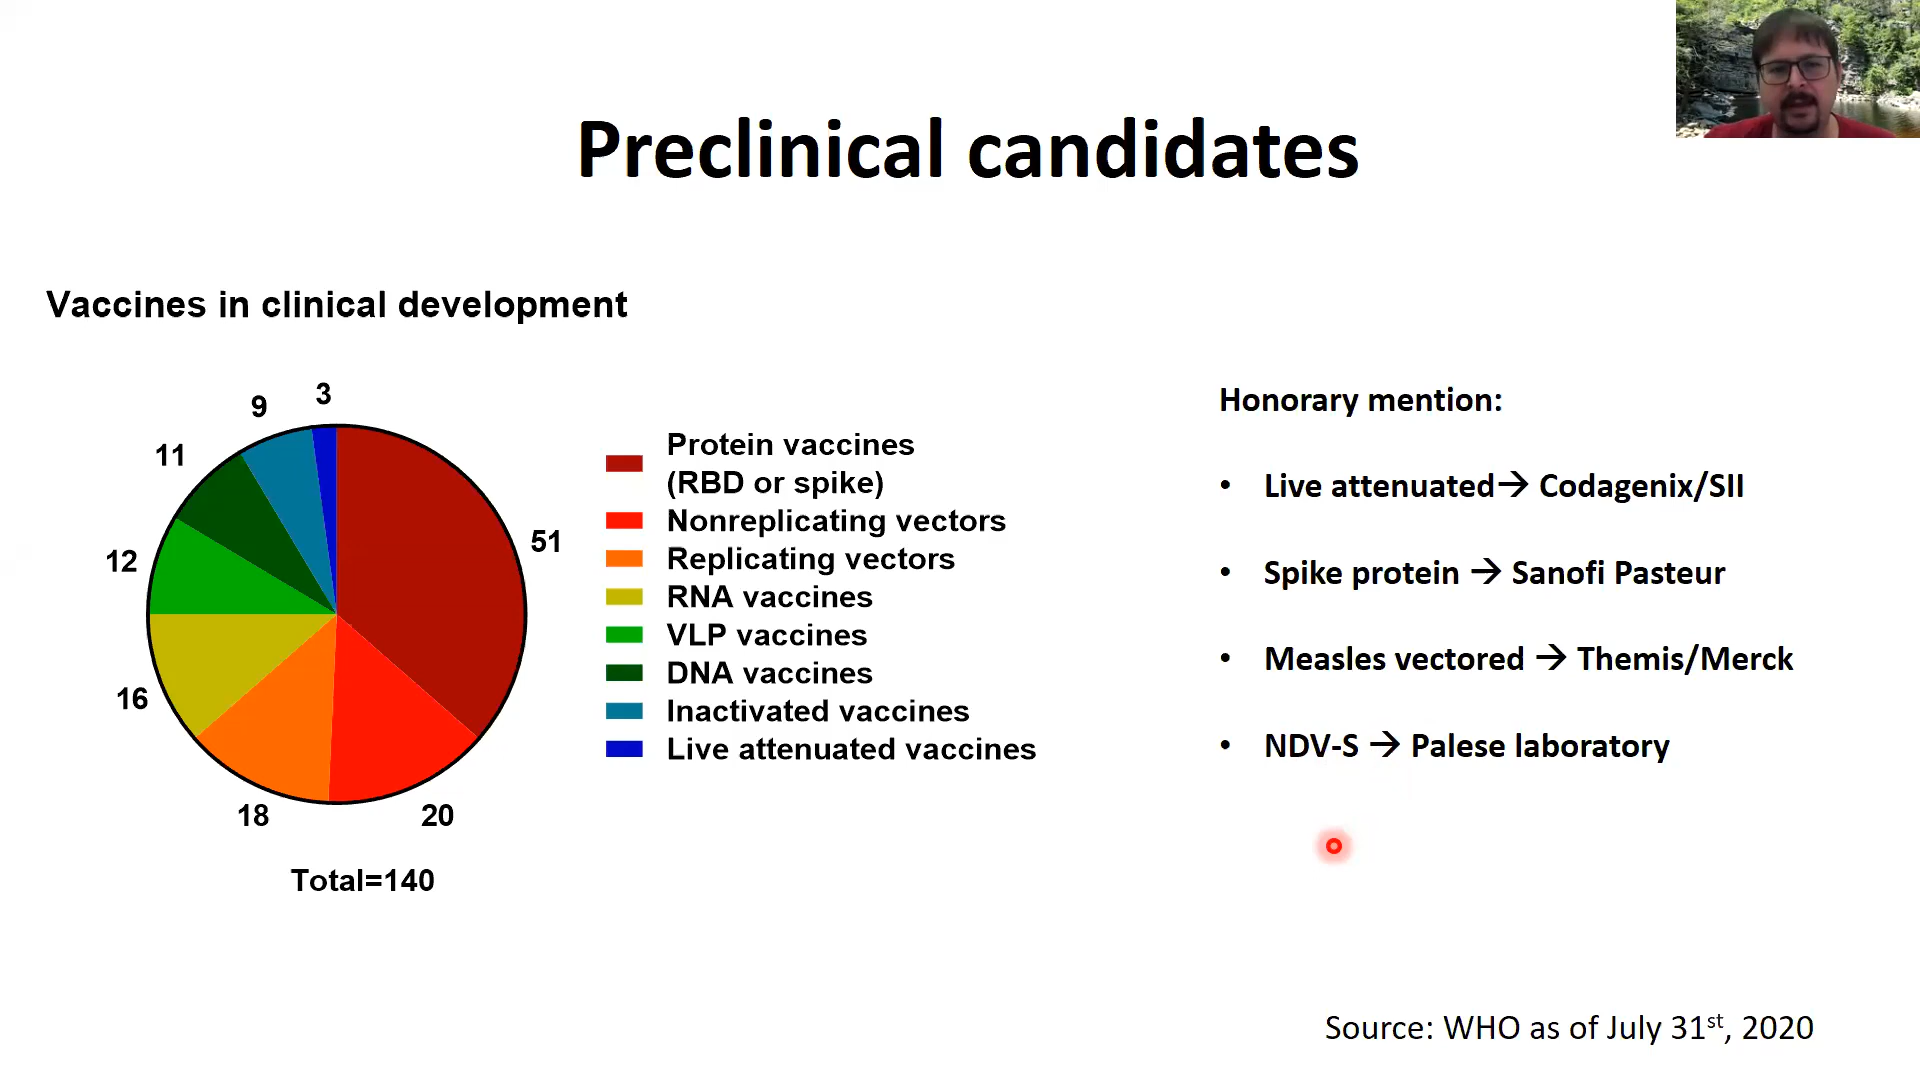 Preclinical candidates
Vaccines in clinical development
3
9
11
12
16
18
20
51
Total=140
Protein vaccines
(RBD or spike)
Nonreplicating vectors
Replicating vectors
RNA vaccines
VLP vaccines
DNA vaccines
Inactivated vaccines
Live attenuated vaccines
Honorary mention:
• Live attenuated→ Codagenix/SII
• Spike protein → Sanofi Pasteur
• Measles vectored → Themis/Merck
• NDV-S → Palese laboratory
Source: WHO as of July 31st, 2020